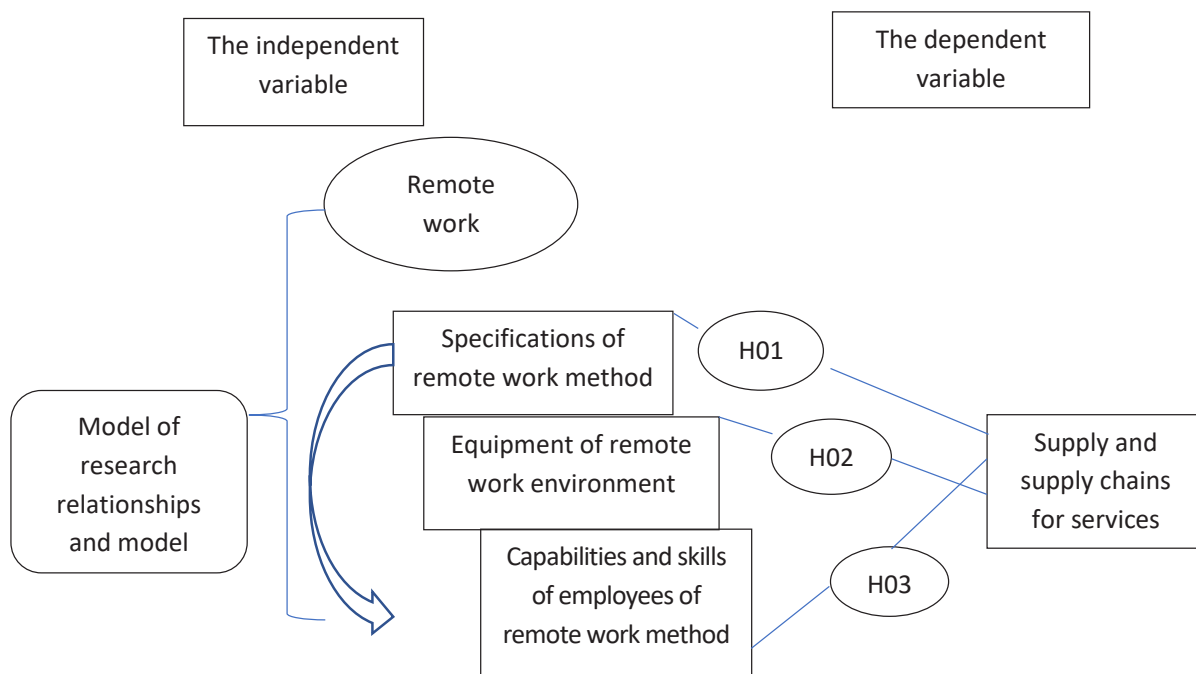 The independent
variable
The dependent
variable
Remote
work
Specifications of
remote work method
H01
Model of
research
relationships
and model
Equipment of remote
work environment
H02
Supply and
supply chains
for services
Capabilities and skills
of employees of
remote work method
H03